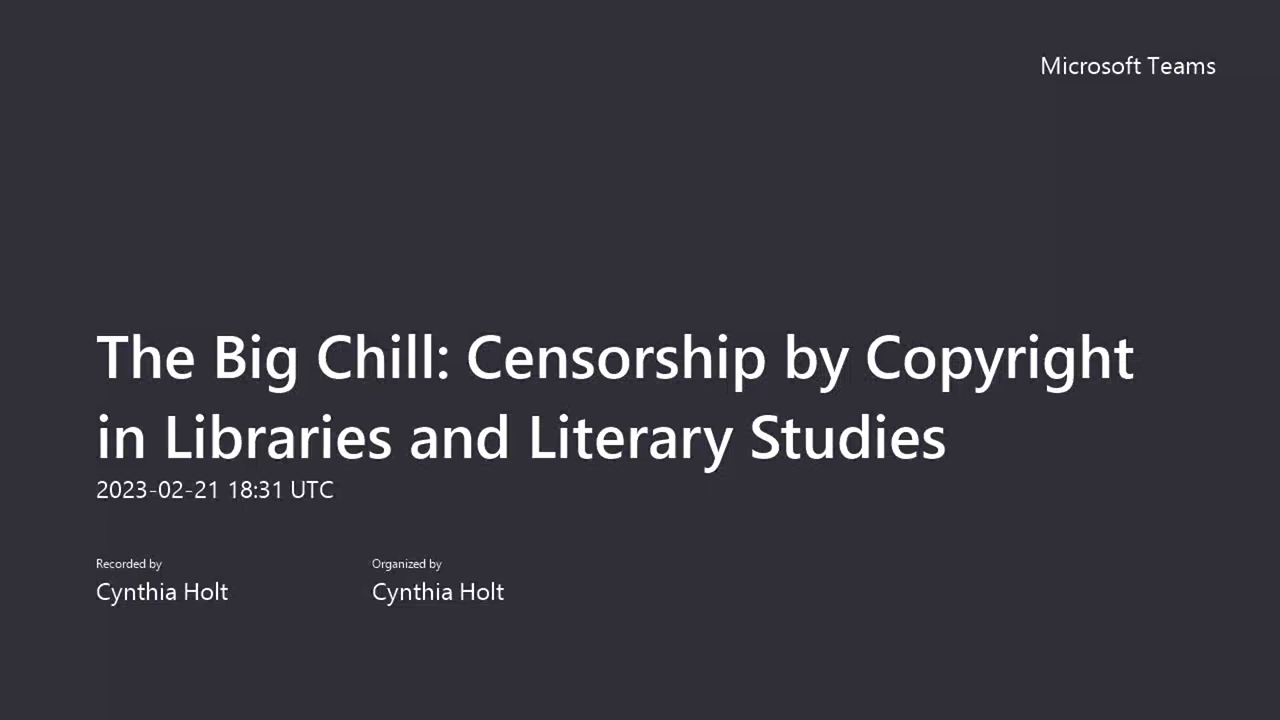 Microsoft Teams
The Big Chill: Censorship by Copyright
in Libraries and Literary Studies
2023-02-21 18:31 UTC
Recorded by
Cynthia Holt
Organized by
Cynthia Holt